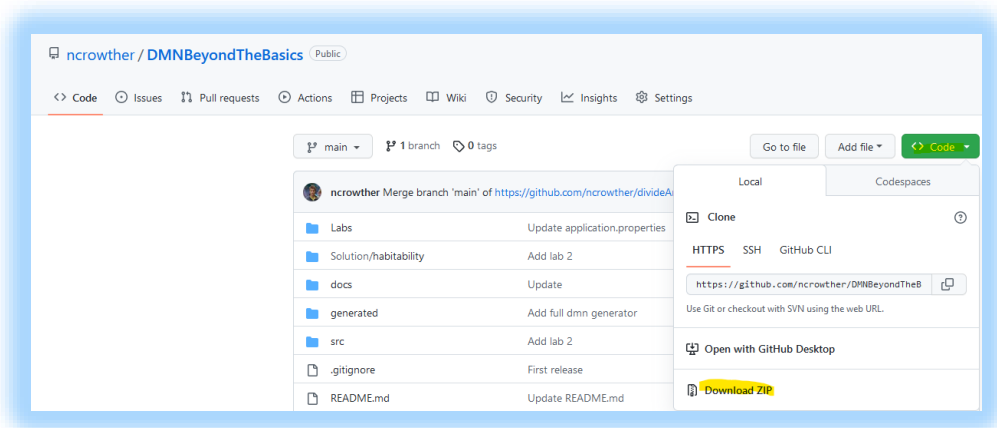 ncrowther / DMNBeyondTheBasics Public
Code Issues Pull requests Actions Projects Wiki Security Insights Settings
main 1 branch 0 tags Go to file Add file Code
Local Codespaces
ncrowther Merge branch 'main' of https://github.com/ncrowther/divideA
Clone
Labs Update application.properties
HTTPS SSH GitHub CLI
Solution/habitability Add lab 2
https://github.com/ncrowther/DMNBeyondTheB
docs Update
Use Git or checkout with SVN using the web URL.
generated Add full dmn generator
Open with GitHub Desktop
src Add lab 2
.gitignore First release
Download ZIP
README.md Update README.md